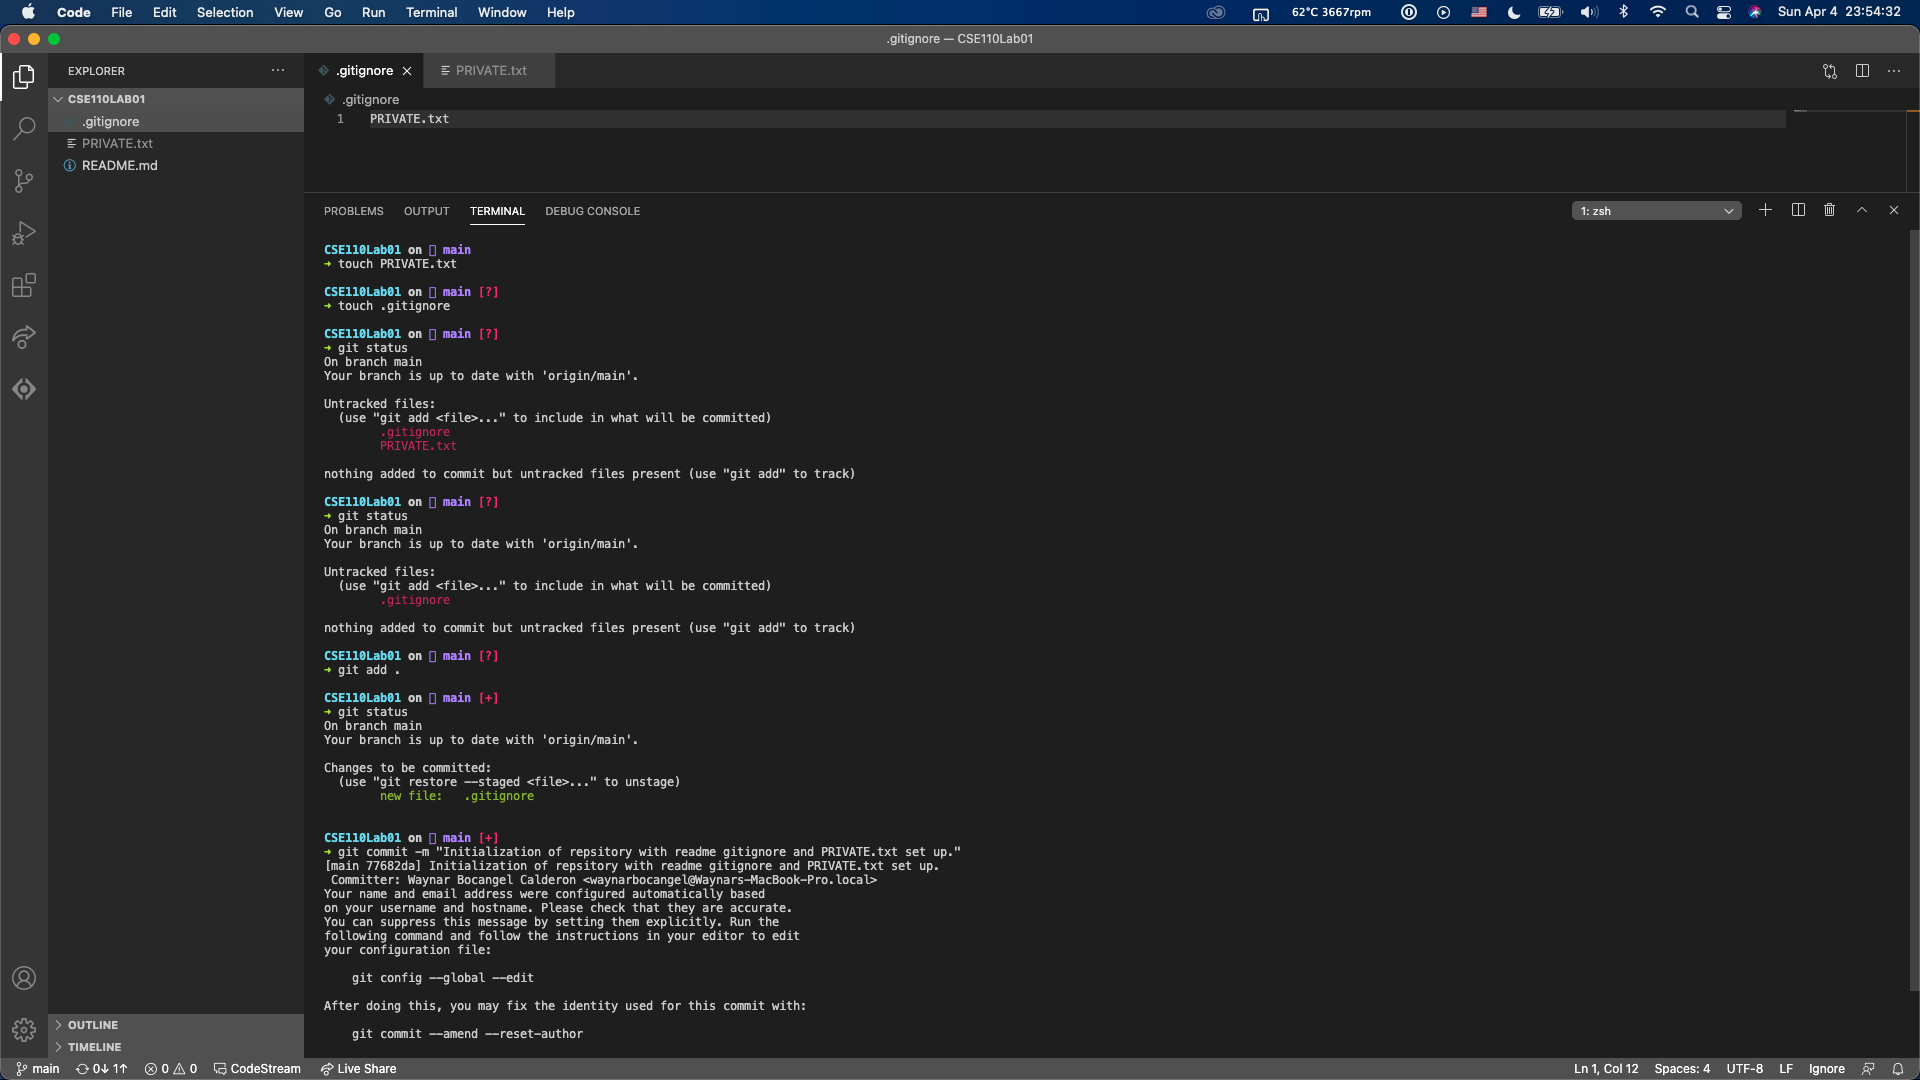 Code File Edit Selection View Go Run Terminal Window Help 62°C 3667rpm Sun Apr 4 23:54:32
.gitignore — CSE110Lab01
EXPLORER
.gitignore PRIVATE.txt
CSE110LAB01
.gitignore
PRIVATE.txt
README.md
.gitignore
1 PRIVATE.txt
PROBLEMS OUTPUT TERMINAL DEBUG CONSOLE 1: zsh
CSE110Lab01 on main
➜ touch PRIVATE.txt
CSE110Lab01 on main [?]
➜ touch .gitignore
CSE110Lab01 on main [?]
➜ git status
On branch main
Your branch is up to date with 'origin/main'.
Untracked files:
(use "git add <file>..." to include in what will be committed)
.gitignore
PRIVATE.txt
nothing added to commit but untracked files present (use "git add" to track)
CSE110Lab01 on main [?]
➜ git status
On branch main
Your branch is up to date with 'origin/main'.
Untracked files:
(use "git add <file>..." to include in what will be committed)
.gitignore
nothing added to commit but untracked files present (use "git add" to track)
CSE110Lab01 on main [?]
➜ git add .
CSE110Lab01 on main [+]
➜ git status
On branch main
Your branch is up to date with 'origin/main'.
Changes to be committed:
(use "git restore --staged <file>..." to unstage)
new file: .gitignore
CSE110Lab01 on main [+]
➜ git commit -m "Initialization of repsitory with readme gitignore and PRIVATE.txt set up."
[main 77682da] Initialization of repsitory with readme gitignore and PRIVATE.txt set up.
Committer: Waynar Bocangel Calderon <waynarbocangel@Waynars-MacBook-Pro.local>
Your name and email address were configured automatically based
on your username and hostname. Please check that they are accurate.
You can suppress this message by setting them explicitly. Run the
following command and follow the instructions in your editor to edit
your configuration file:
git config --global --edit
After doing this, you may fix the identity used for this commit with:
git commit --amend --reset-author
OUTLINE
TIMELINE
main 0↓ 1↑ 0 0 CodeStream Live Share Ln 1, Col 12 Spaces: 4 UTF-8 LF Ignore